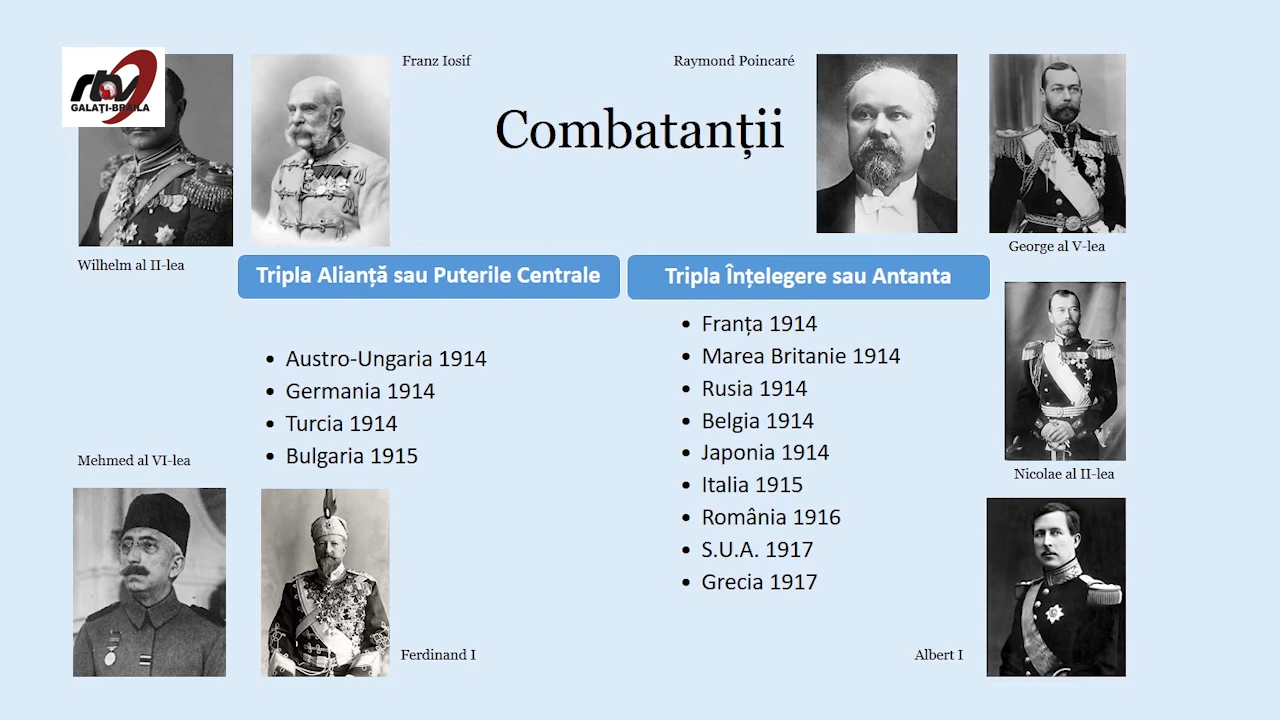 rtv
GALAȚI-BRĂILA
Franz Iosif
Raymond Poincaré
Combatanții
Wilhelm al II-lea
George al V-lea
Tripla Alianță sau Puterile Centrale
Austro-Ungaria 1914
Germania 1914
Turcia 1914
Bulgaria 1915
Tripla Înțelegere sau Antanta
Franța 1914
Marea Britanie 1914
Rusia 1914
Belgia 1914
Japonia 1914
Italia 1915
România 1916
S.U.A. 1917
Grecia 1917
Nicolae al II-lea
Mehmed al VI-lea
Ferdinand I
Albert I